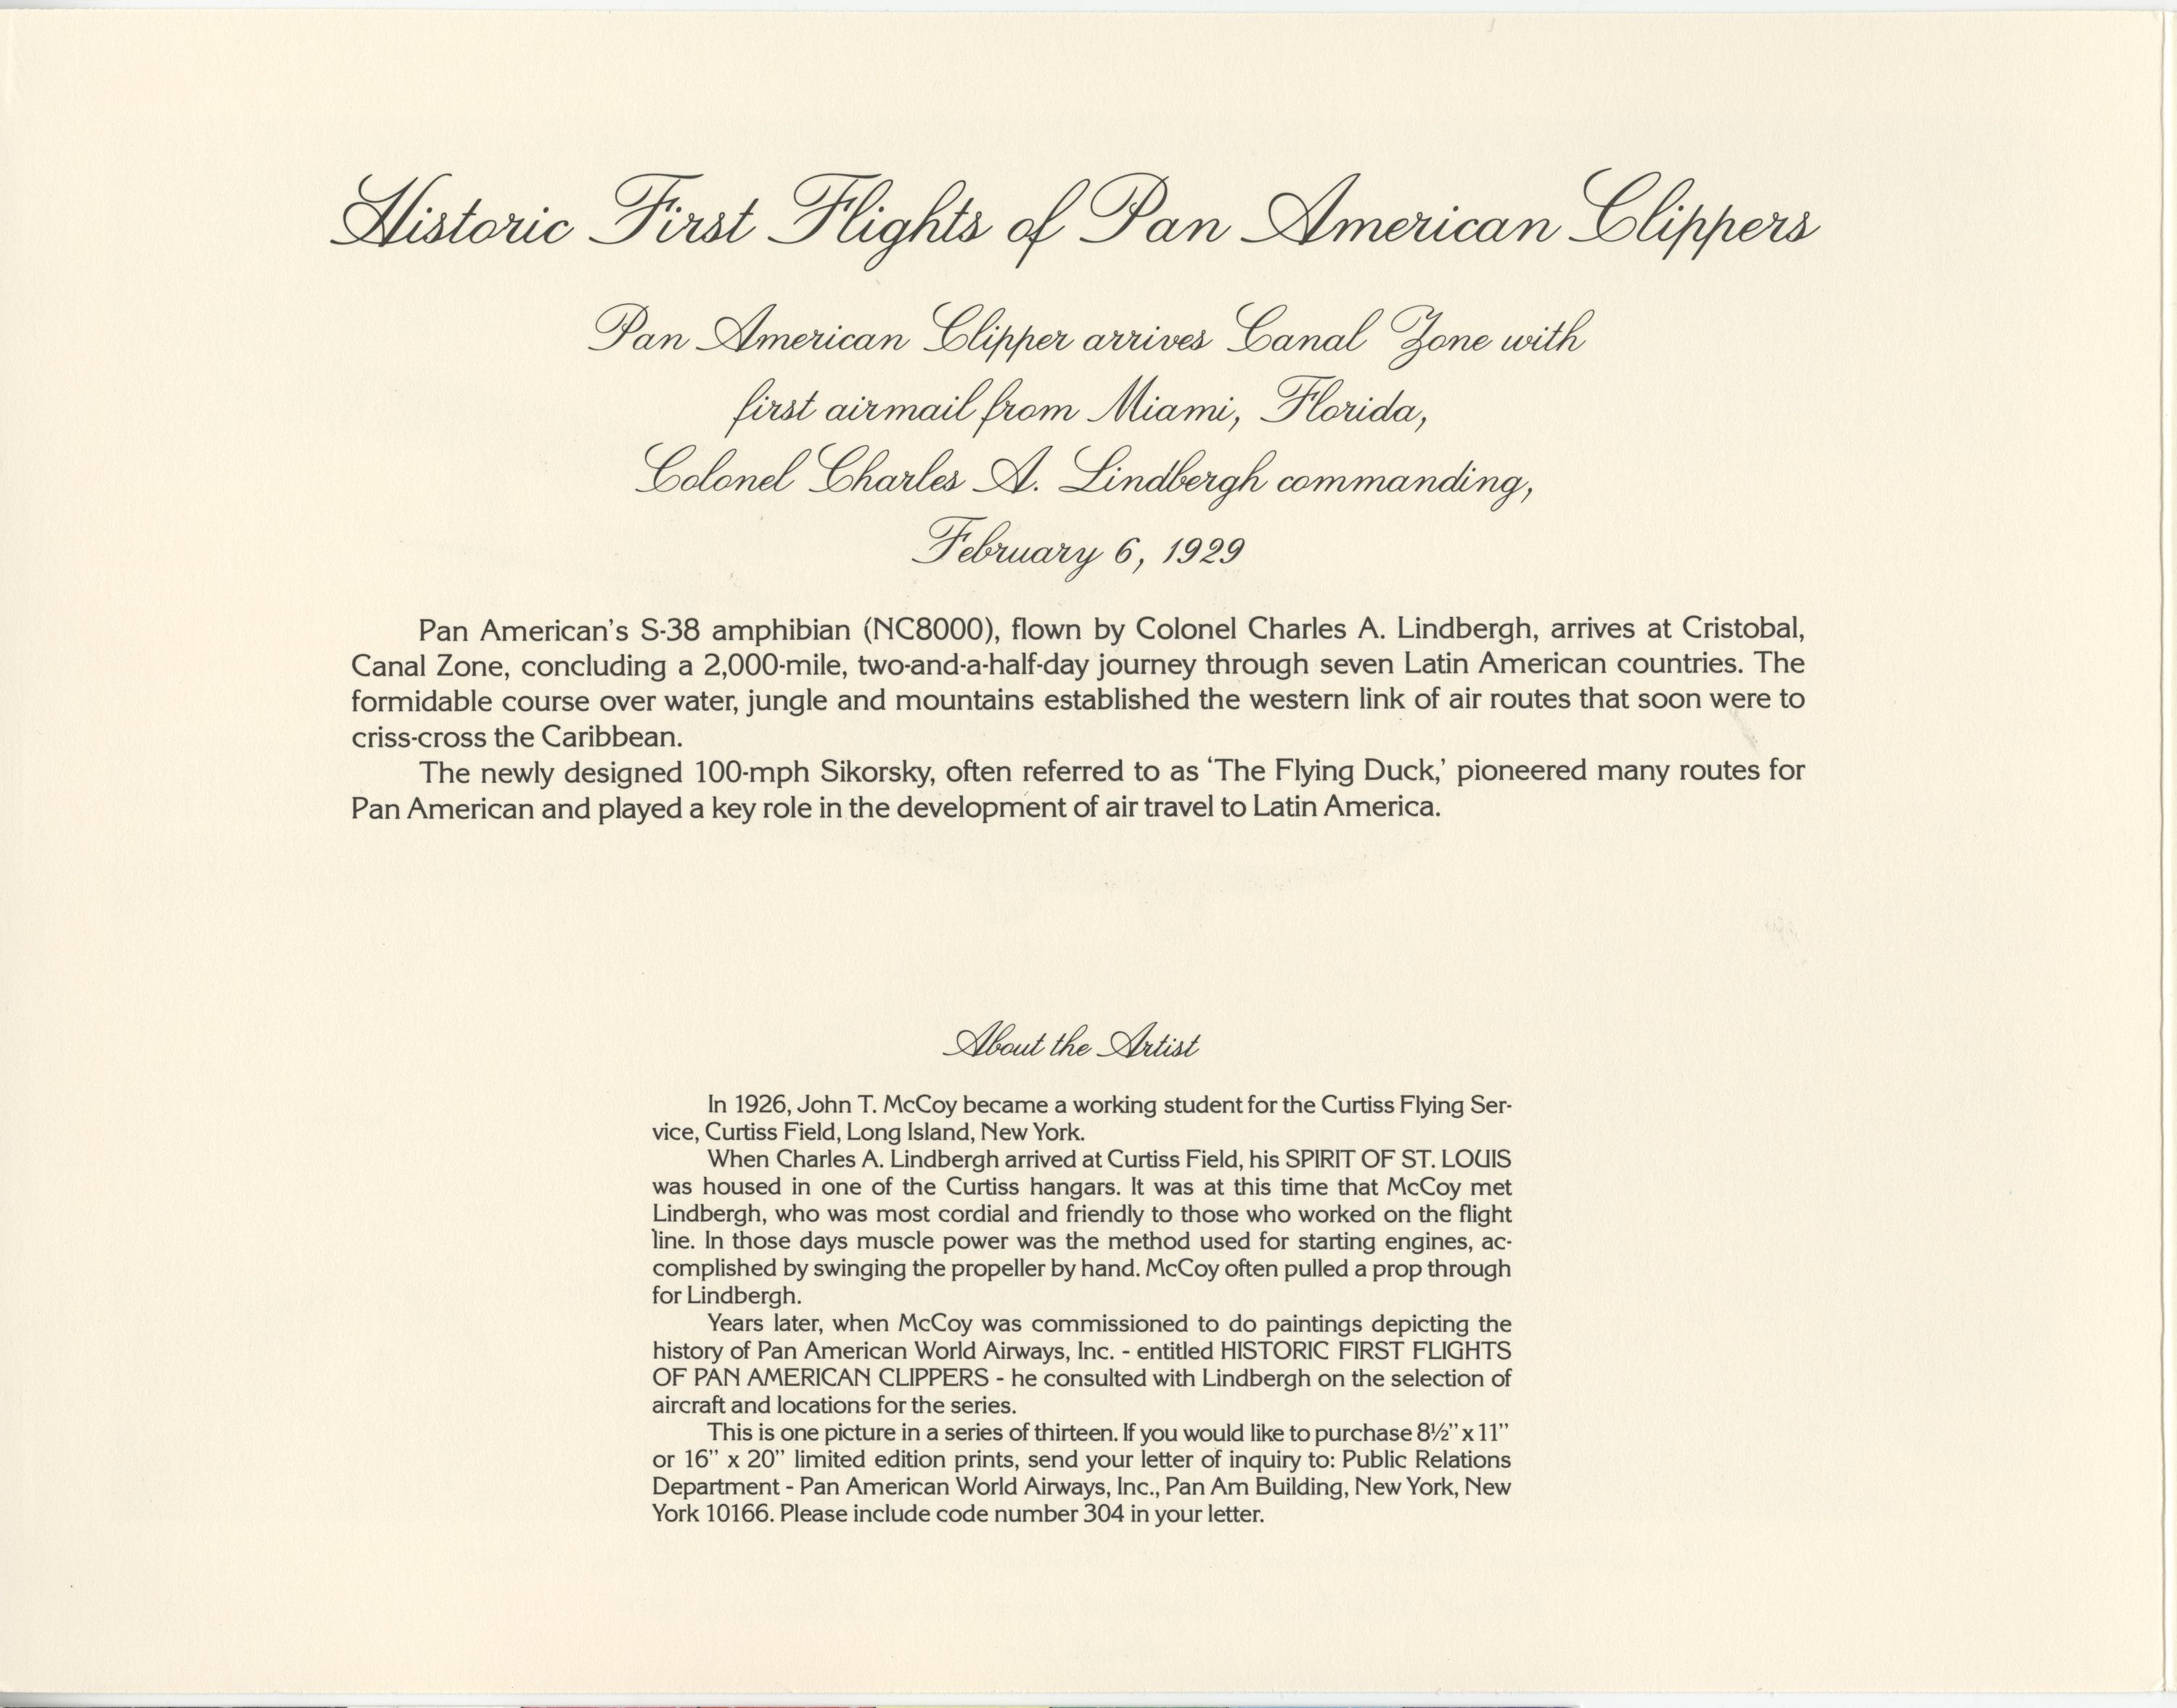 Historic First Flights of Pan American Clippers
Pan American Clipper arrives Canal Zone with
first airmail from Miami, Florida,
Colonel Charles A. Lindbergh commanding,
February 6, 1929
Pan American's S-38 amphibian (NC8000), flown by Colonel Charles A. Lindbergh, arrives at Cristobal,
Canal Zone, concluding a 2,000-mile, two-and-a-half-day journey through seven Latin American countries. The
formidable course over water, jungle and mountains established the western link of air routes that soon were to
criss-cross the Caribbean.
The newly designed 100-mph Sikorsky, often referred to as ‘The Flying Duck,’ pioneered many routes for
Pan American and played a key role in the development of air travel to Latin America.
About the Artist
In 1926, John T. McCoy became a working student for the Curtiss Flying Ser-
vice, Curtiss Field, Long Island, New York.
When Charles A. Lindbergh arrived at Curtiss Field, his SPIRIT OF ST. LOUIS
was housed in one of the Curtiss hangars. It was at this time that McCoy met
Lindbergh, who was most cordial and friendly to those who worked on the flight
line. In those days muscle power was the method used for starting engines, ac-
complished by swinging the propeller by hand. McCoy often pulled a prop through
for Lindbergh.
Years later, when McCoy was commissioned to do paintings depicting the
history of Pan American World Airways, Inc. - entitled HISTORIC FIRST FLIGHTS
OF PAN AMERICAN CLIPPERS - he consulted with Lindbergh on the selection of
aircraft and locations for the series.
This is one picture in a series of thirteen. If you would like to purchase 8½” x 11”
or 16” x 20” limited edition prints, send your letter of inquiry to: Public Relations
Department - Pan American World Airways, Inc., Pan Am Building, New York, New
York 10166. Please include code number 304 in your letter.